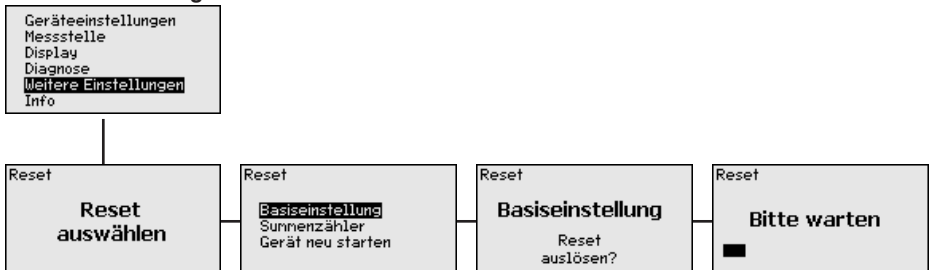 Geräteeinstellungen
Messstelle
Display
Diagnose
Weitere Einstellungen
Info
Reset
Reset
auswählen
Reset
Basiseinstellung
Summenzähler
Gerät neu starten
Reset
Basiseinstellung
Reset
auslösen?
Reset
Bitte warten